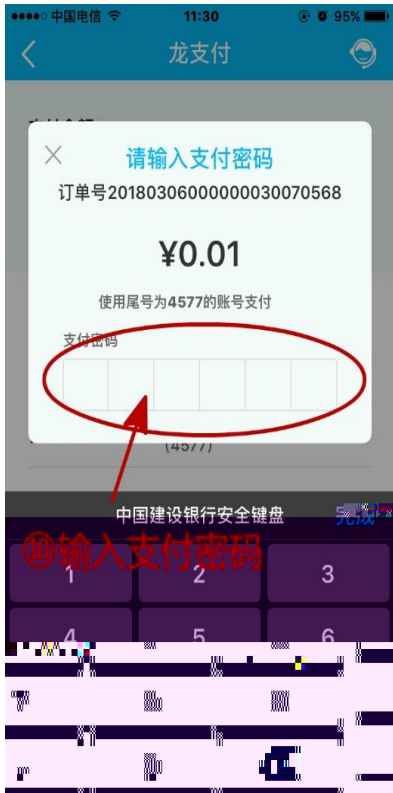 中国电信 11:30 95%
龙支付
请输入支付密码
订单号20180306000000030070568
¥0.01
使用尾号为4577的账号支付
支付密码
(4577)
中国建设银行安全键盘 完成
⑩输入支付密码
1 2 3
4 5 6